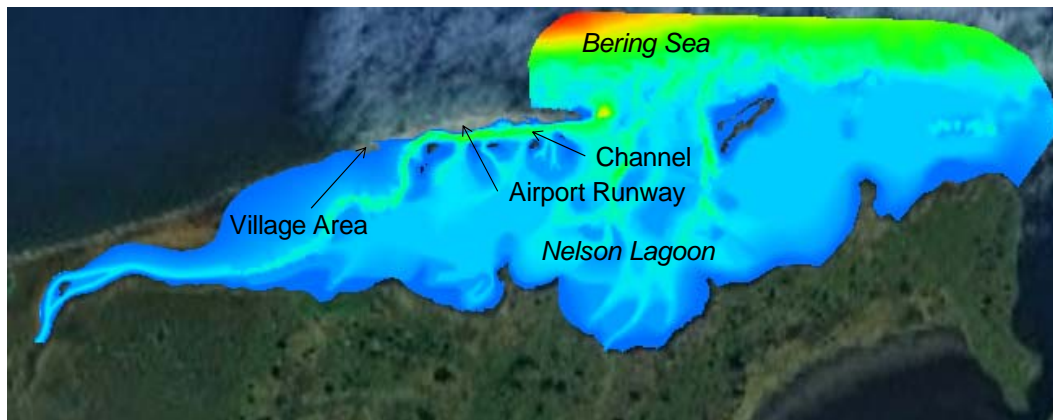 Bering Sea
Channel
Airport Runway
Village Area
Nelson Lagoon